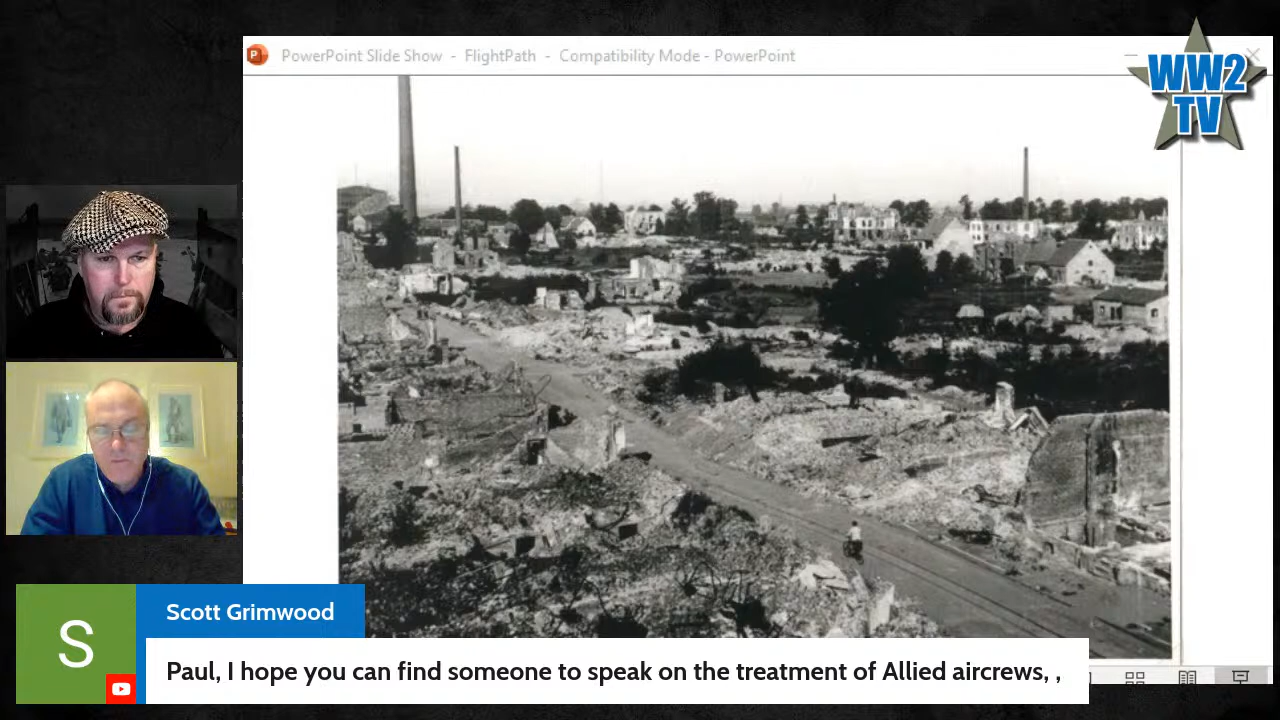 PowerPoint Slide Show - FlightPath - Compatibility Mode - PowerPoint
WW2
TV
S
Scott Grimwood
Paul, I hope you can find someone to speak on the treatment of Allied aircrews, ,